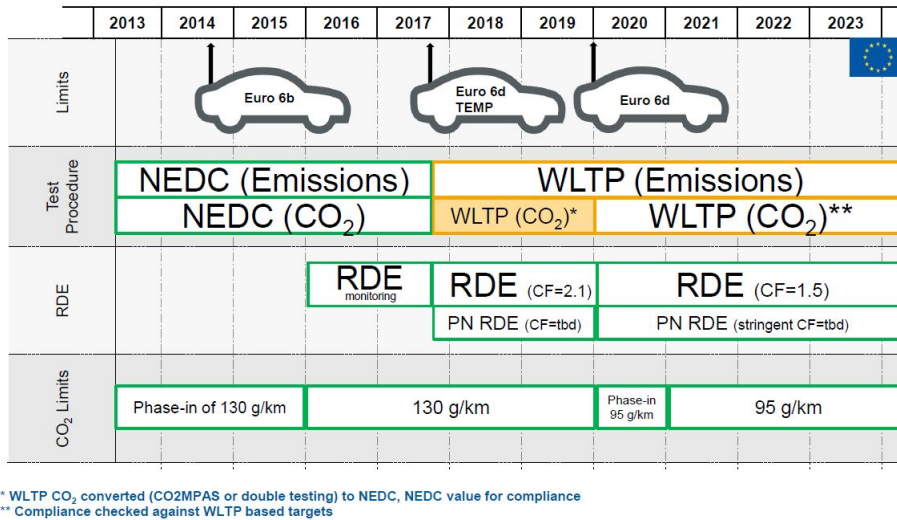 2013 2014 2015 2016 2017 2018 2019 2020 2021 2022 2023
Limits
Euro 6b
Euro 6d
TEMP
Euro 6d
Test
Procedure
NEDC (Emissions)
WLTP (Emissions)
NEDC (CO₂)
WLTP (CO₂)*
WLTP (CO₂)**
RDE
RDE
monitoring
RDE (CF=2.1)
RDE (CF=1.5)
PN RDE (CF=tbd)
PN RDE (stringent CF=tbd)
CO₂ Limits
Phase-in of 130 g/km
130 g/km
Phase-in
95 g/km
95 g/km
* WLTP CO₂ converted (CO2MPAS or double testing) to NEDC, NEDC value for compliance
** Compliance checked against WLTP based targets